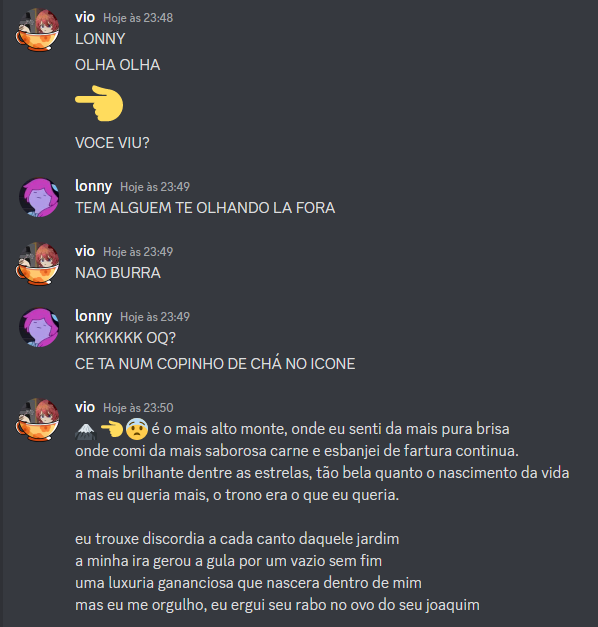 vio Hoje às 23:48
LONNY
OLHA OLHA
👈
VOCE VIU?
lonny Hoje às 23:49
TEM ALGUEM TE OLHANDO LA FORA
vio Hoje às 23:49
NAO BURRA
lonny Hoje às 23:49
KKKKKKK OQ?
CE TA NUM COPINHO DE CHÁ NO ICONE
vio Hoje às 23:50
🗻👈😨 é o mais alto monte, onde eu senti da mais pura brisa
onde comi da mais saborosa carne e esbanjei de fartura continua.
a mais brilhante dentre as estrelas, tão bela quanto o nascimento da vida
mas eu queria mais, o trono era o que eu queria.
eu trouxe discordia a cada canto daquele jardim
a minha ira gerou a gula por um vazio sem fim
uma luxuria gananciosa que nascera dentro de mim
mas eu me orgulho, eu ergui seu rabo no ovo do seu joaquim